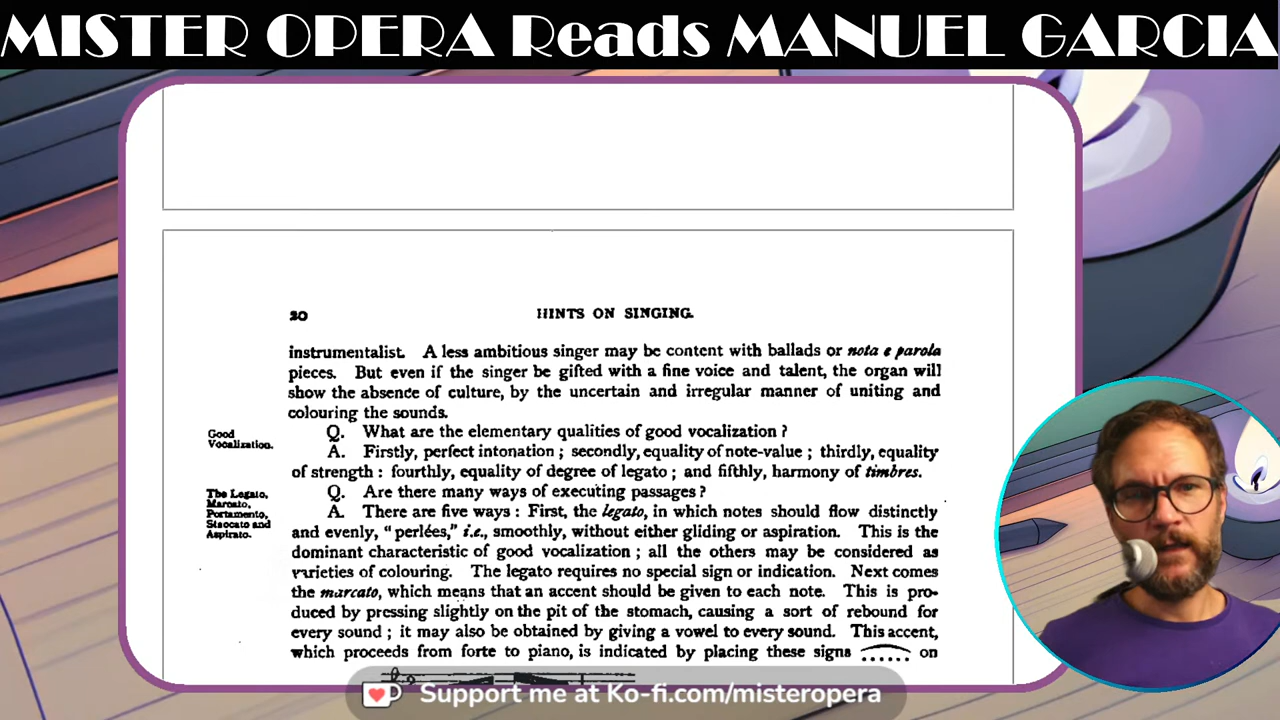 MISTER OPERA Reads MANUEL GARCIA
20 HINTS ON SINGING.
instrumentalist. A less ambitious singer may be content with ballads or nota e parola
pieces. But even if the singer be gifted with a fine voice and talent, the organ will
show the absence of culture, by the uncertain and irregular manner of uniting and
colouring the sounds.
Good
Vocalization.
Q. What are the elementary qualities of good vocalization ?
A. Firstly, perfect intonation ; secondly, equality of note-value ; thirdly, equality
of strength : fourthly, equality of degree of legato ; and fifthly, harmony of timbres.
The Legato,
Marcato,
Portamento,
Staccato and
Aspirato.
Q. Are there many ways of executing passages ?
A. There are five ways : First, the legato, in which notes should flow distinctly
and evenly, "perlées," i.e., smoothly, without either gliding or aspiration. This is the
dominant characteristic of good vocalization ; all the others may be considered as
varieties of colouring. The legato requires no special sign or indication. Next comes
the marcato, which means that an accent should be given to each note. This is pro-
duced by pressing slightly on the pit of the stomach, causing a sort of rebound for
every sound ; it may also be obtained by giving a vowel to every sound. This accent,
which proceeds from forte to piano, is indicated by placing these signs ...... on
Support me at Ko-fi.com/misteropera